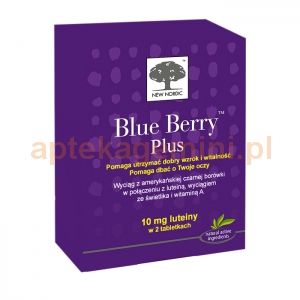 NEW NORDIC
Blue Berry™
Plus
aptekagemini.pl
Pomaga utrzymać dobry wzrok i witalność
Pomaga dbać o Twoje oczy
Wyciąg z amerykańskiej czarnej borówki
w połączeniu z luteiną, wyciągiem
ze świetlika i witaminą A
10 mg luteiny
w 2 tabletkach
natural active
ingredients